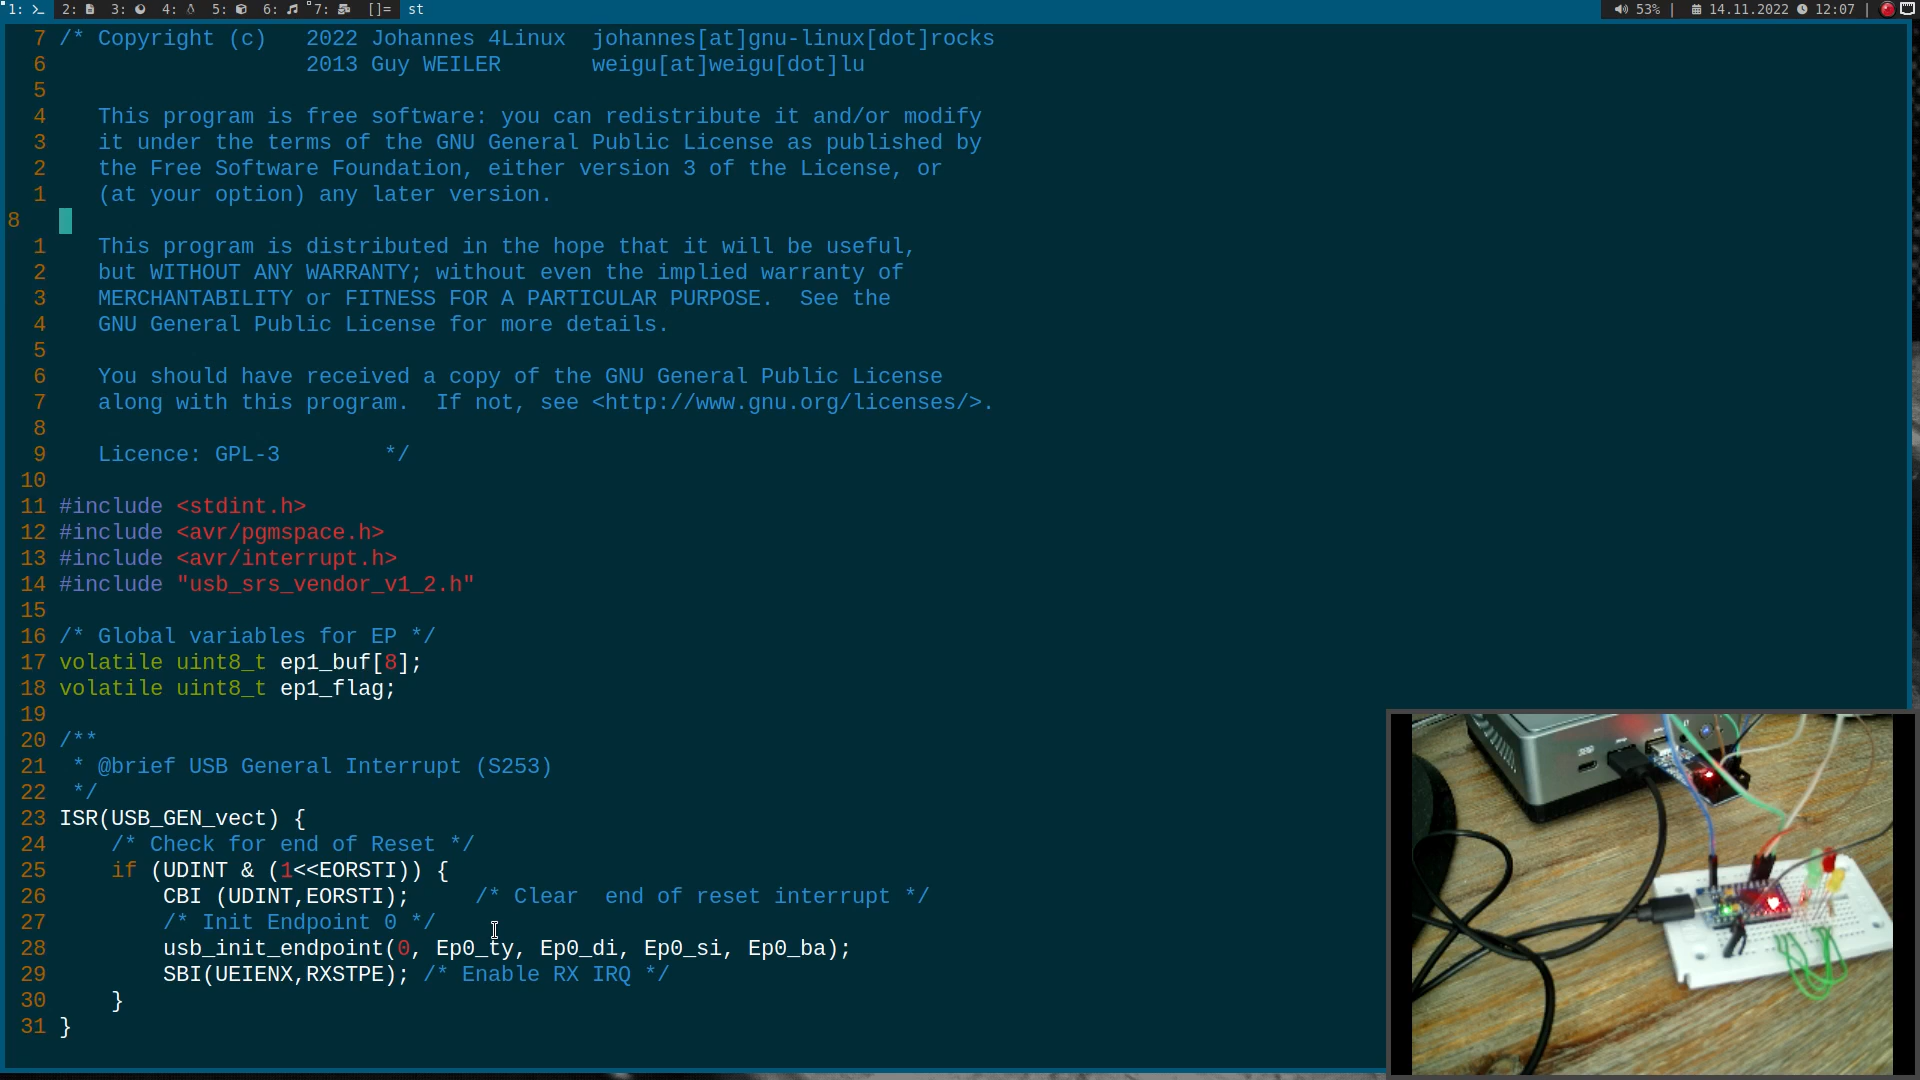 1: 2: 3: 4: 5: 6: 7: []= st 53% | 14.11.2022 12:07 |
7 /* Copyright (c)   2022 Johannes 4Linux  johannes[at]gnu-linux[dot]rocks
6                    2013 Guy WEILER       weigu[at]weigu[dot]lu
5
4    This program is free software: you can redistribute it and/or modify
3    it under the terms of the GNU General Public License as published by
2    the Free Software Foundation, either version 3 of the License, or
1    (at your option) any later version.
8
1    This program is distributed in the hope that it will be useful,
2    but WITHOUT ANY WARRANTY; without even the implied warranty of
3    MERCHANTABILITY or FITNESS FOR A PARTICULAR PURPOSE.  See the
4    GNU General Public License for more details.
5
6    You should have received a copy of the GNU General Public License
7    along with this program.  If not, see <http://www.gnu.org/licenses/>.
8
9    Licence: GPL-3        */
10
11 #include <stdint.h>
12 #include <avr/pgmspace.h>
13 #include <avr/interrupt.h>
14 #include "usb_srs_vendor_v1_2.h"
15
16 /* Global variables for EP */
17 volatile uint8_t ep1_buf[8];
18 volatile uint8_t ep1_flag;
19
20 /**
21  * @brief USB General Interrupt (S253)
22  */
23 ISR(USB_GEN_vect) {
24     /* Check for end of Reset */
25     if (UDINT & (1<<EORSTI)) {
26         CBI (UDINT,EORSTI);     /* Clear  end of reset interrupt */
27         /* Init Endpoint 0 */
28         usb_init_endpoint(0, Ep0_ty, Ep0_di, Ep0_si, Ep0_ba);
29         SBI(UEIENX,RXSTPE); /* Enable RX IRQ */
30     }
31 }